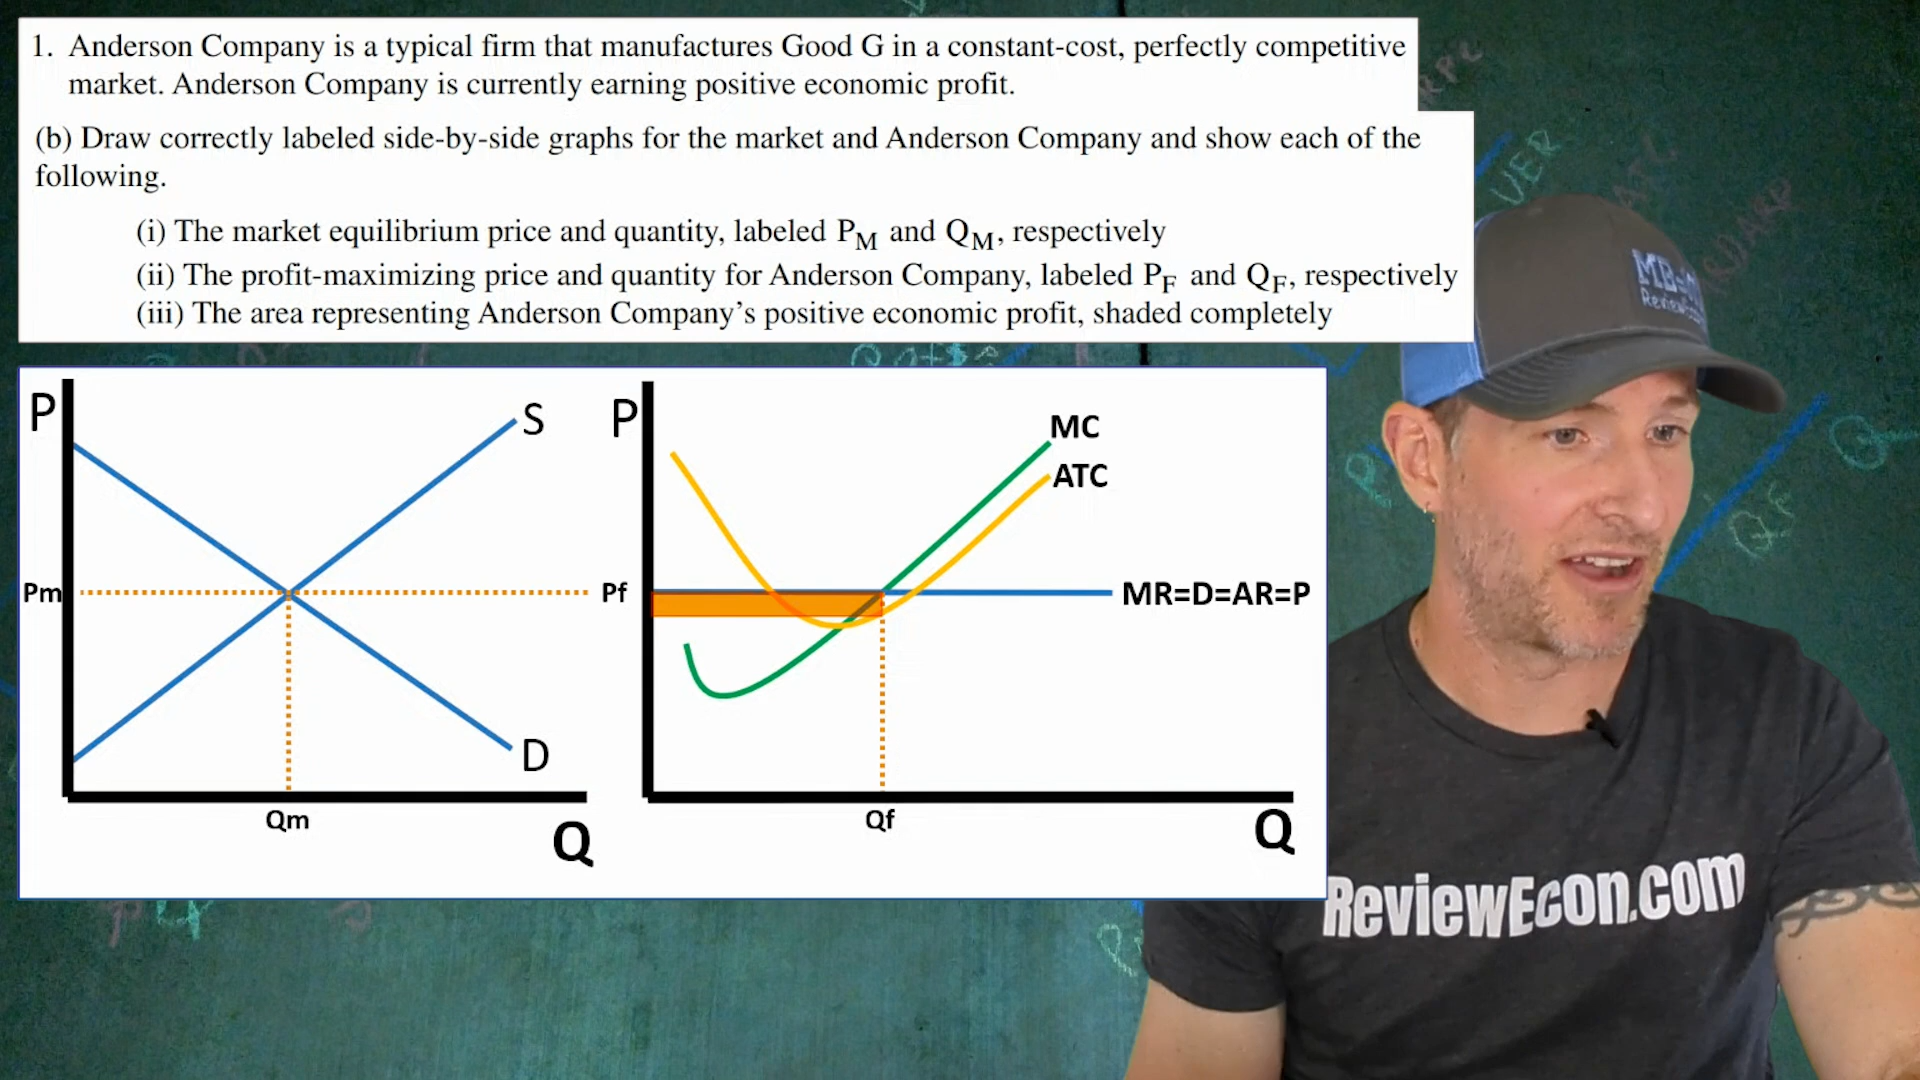 1. Anderson Company is a typical firm that manufactures Good G in a constant-cost, perfectly competitive
market. Anderson Company is currently earning positive economic profit.
(b) Draw correctly labeled side-by-side graphs for the market and Anderson Company and show each of the
following.
(i) The market equilibrium price and quantity, labeled PM and QM, respectively
(ii) The profit-maximizing price and quantity for Anderson Company, labeled PF and QF, respectively
(iii) The area representing Anderson Company's positive economic profit, shaded completely
P
S
Pm
D
Qm
Q
P
MC
ATC
Pf
MR=D=AR=P
Qf
Q
VER
ReviewEcon.com